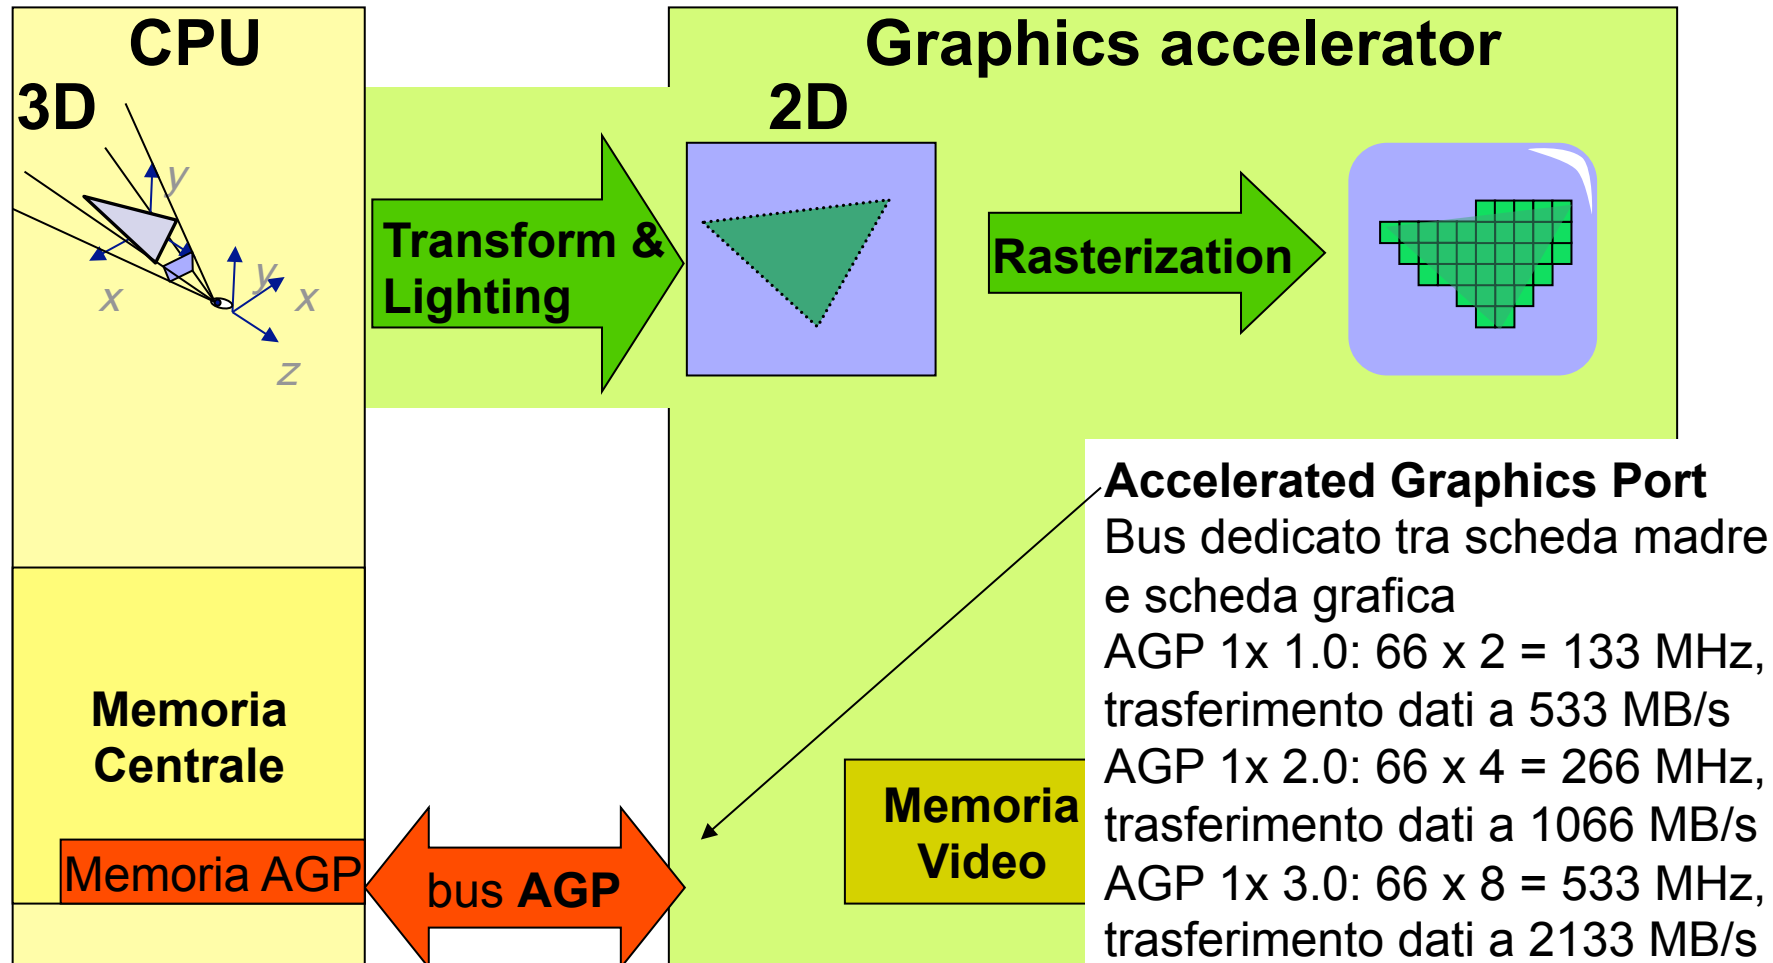 CPU
Graphics accelerator
3D
2D
y
x
y
x
z
Transform &
Lighting
Rasterization
Accelerated Graphics Port
Bus dedicato tra scheda madre
e scheda grafica
AGP 1x 1.0: 66 x 2 = 133 MHz,
trasferimento dati a 533 MB/s
AGP 1x 2.0: 66 x 4 = 266 MHz,
trasferimento dati a 1066 MB/s
AGP 1x 3.0: 66 x 8 = 533 MHz,
trasferimento dati a 2133 MB/s
Memoria
Centrale
Memoria AGP
bus AGP
Memoria
Video